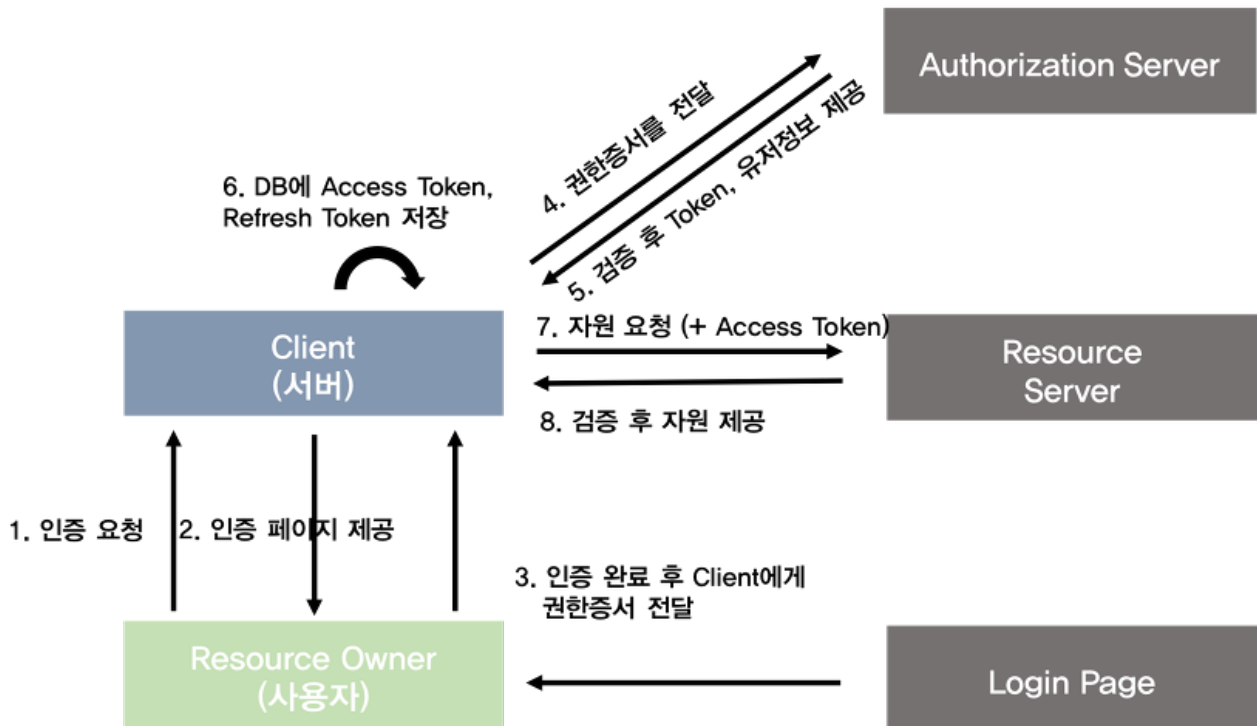 Authorization Server
4. 권한증서를 전달
5. 검증 후 Token, 유저정보 제공
6. DB에 Access Token,
Refresh Token 저장
Client
(서버)
7. 자원 요청 (+ Access Token)
8. 검증 후 자원 제공
Resource
Server
1. 인증 요청
2. 인증 페이지 제공
3. 인증 완료 후 Client에게
권한증서 전달
Resource Owner
(사용자)
Login Page